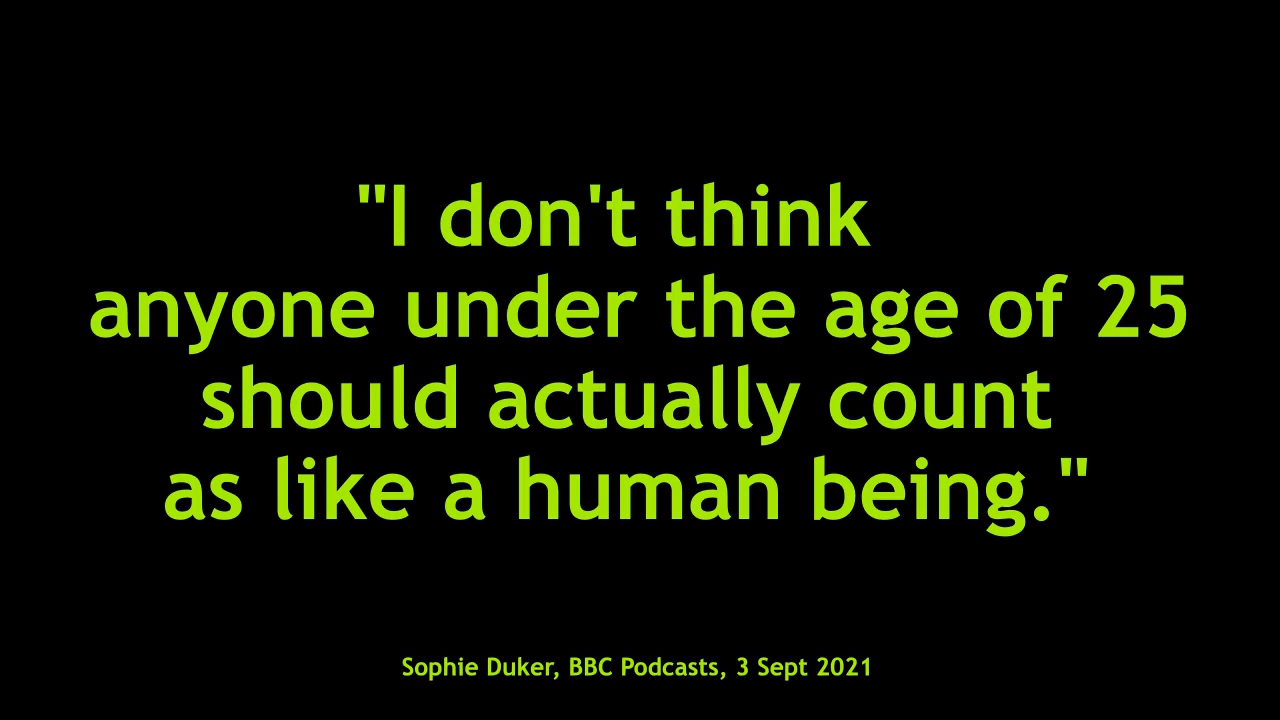 "I don't think
anyone under the age of 25
should actually count
as like a human being."
Sophie Duker, BBC Podcasts, 3 Sept 2021